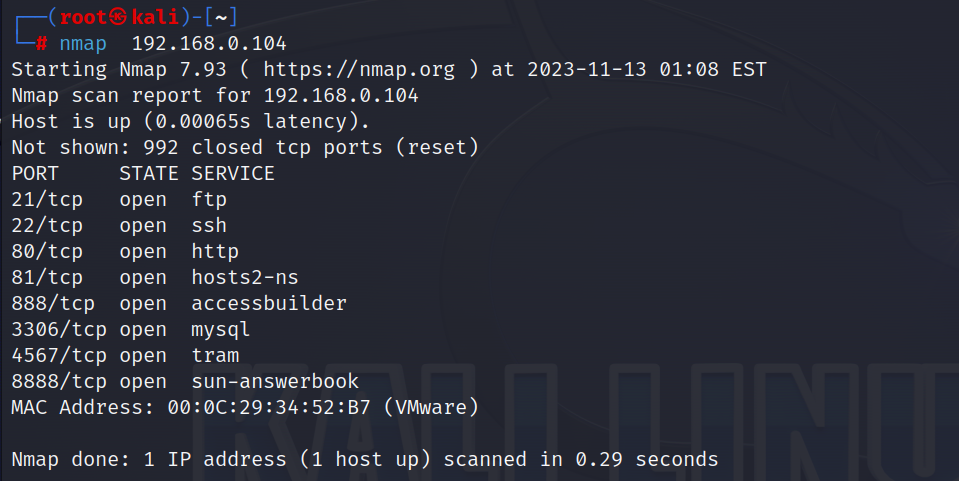 ┌──(root㉿kali)-[~]
└─# nmap  192.168.0.104
Starting Nmap 7.93 ( https://nmap.org ) at 2023-11-13 01:08 EST
Nmap scan report for 192.168.0.104
Host is up (0.00065s latency).
Not shown: 992 closed tcp ports (reset)
PORT     STATE SERVICE
21/tcp   open  ftp
22/tcp   open  ssh
80/tcp   open  http
81/tcp   open  hosts2-ns
888/tcp  open  accessbuilder
3306/tcp open  mysql
4567/tcp open  tram
8888/tcp open  sun-answerbook
MAC Address: 00:0C:29:34:52:B7 (VMware)
Nmap done: 1 IP address (1 host up) scanned in 0.29 seconds
KALI LINU